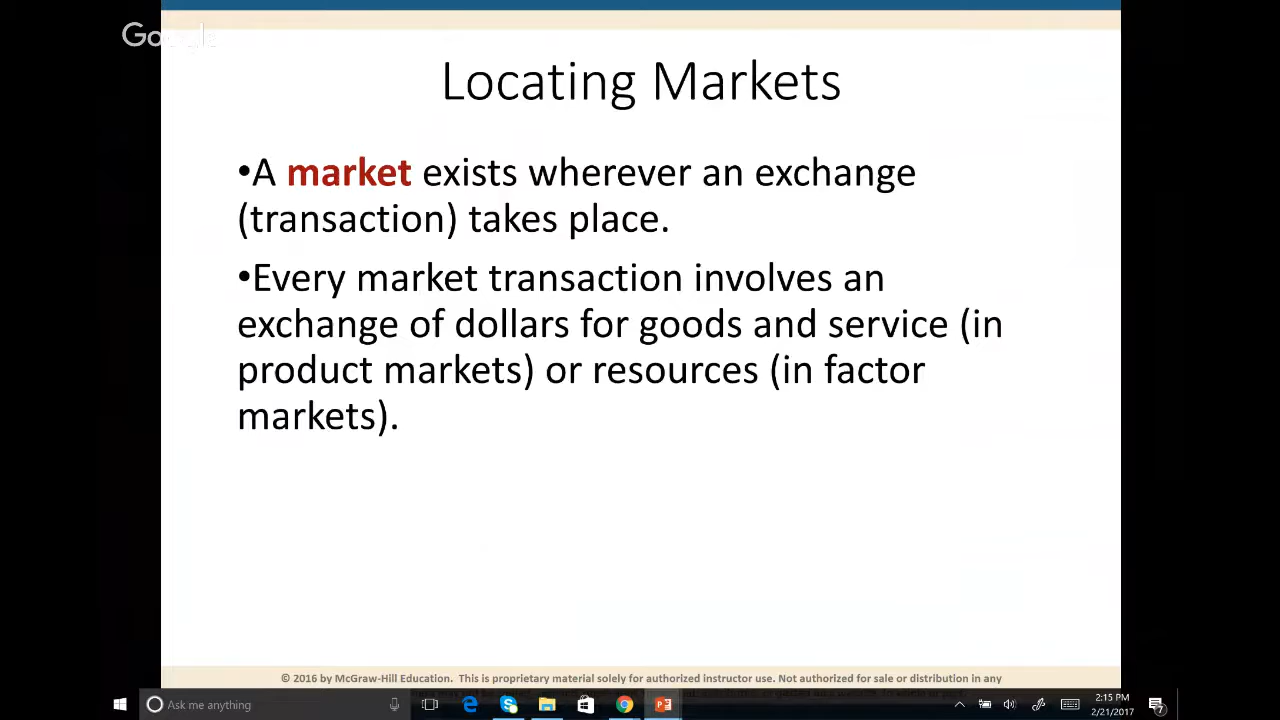 Google
Locating Markets
•A market exists wherever an exchange
(transaction) takes place.
•Every market transaction involves an
exchange of dollars for goods and service (in
product markets) or resources (in factor
markets).
© 2016 by McGraw-Hill Education. This is proprietary material solely for authorized instructor use. Not authorized for sale or distribution in any
Ask me anything
2:15 PM
2/21/2017
7